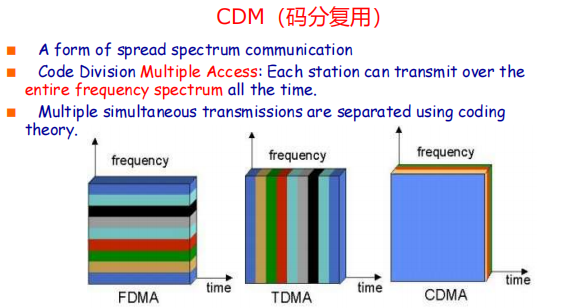 CDM (码分复用)
A form of spread spectrum communication
Code Division Multiple Access: Each station can transmit over the
entire frequency spectrum all the time.
Multiple simultaneous transmissions are separated using coding
theory.
frequency
time
FDMA
frequency
time
TDMA
frequency
time
CDMA